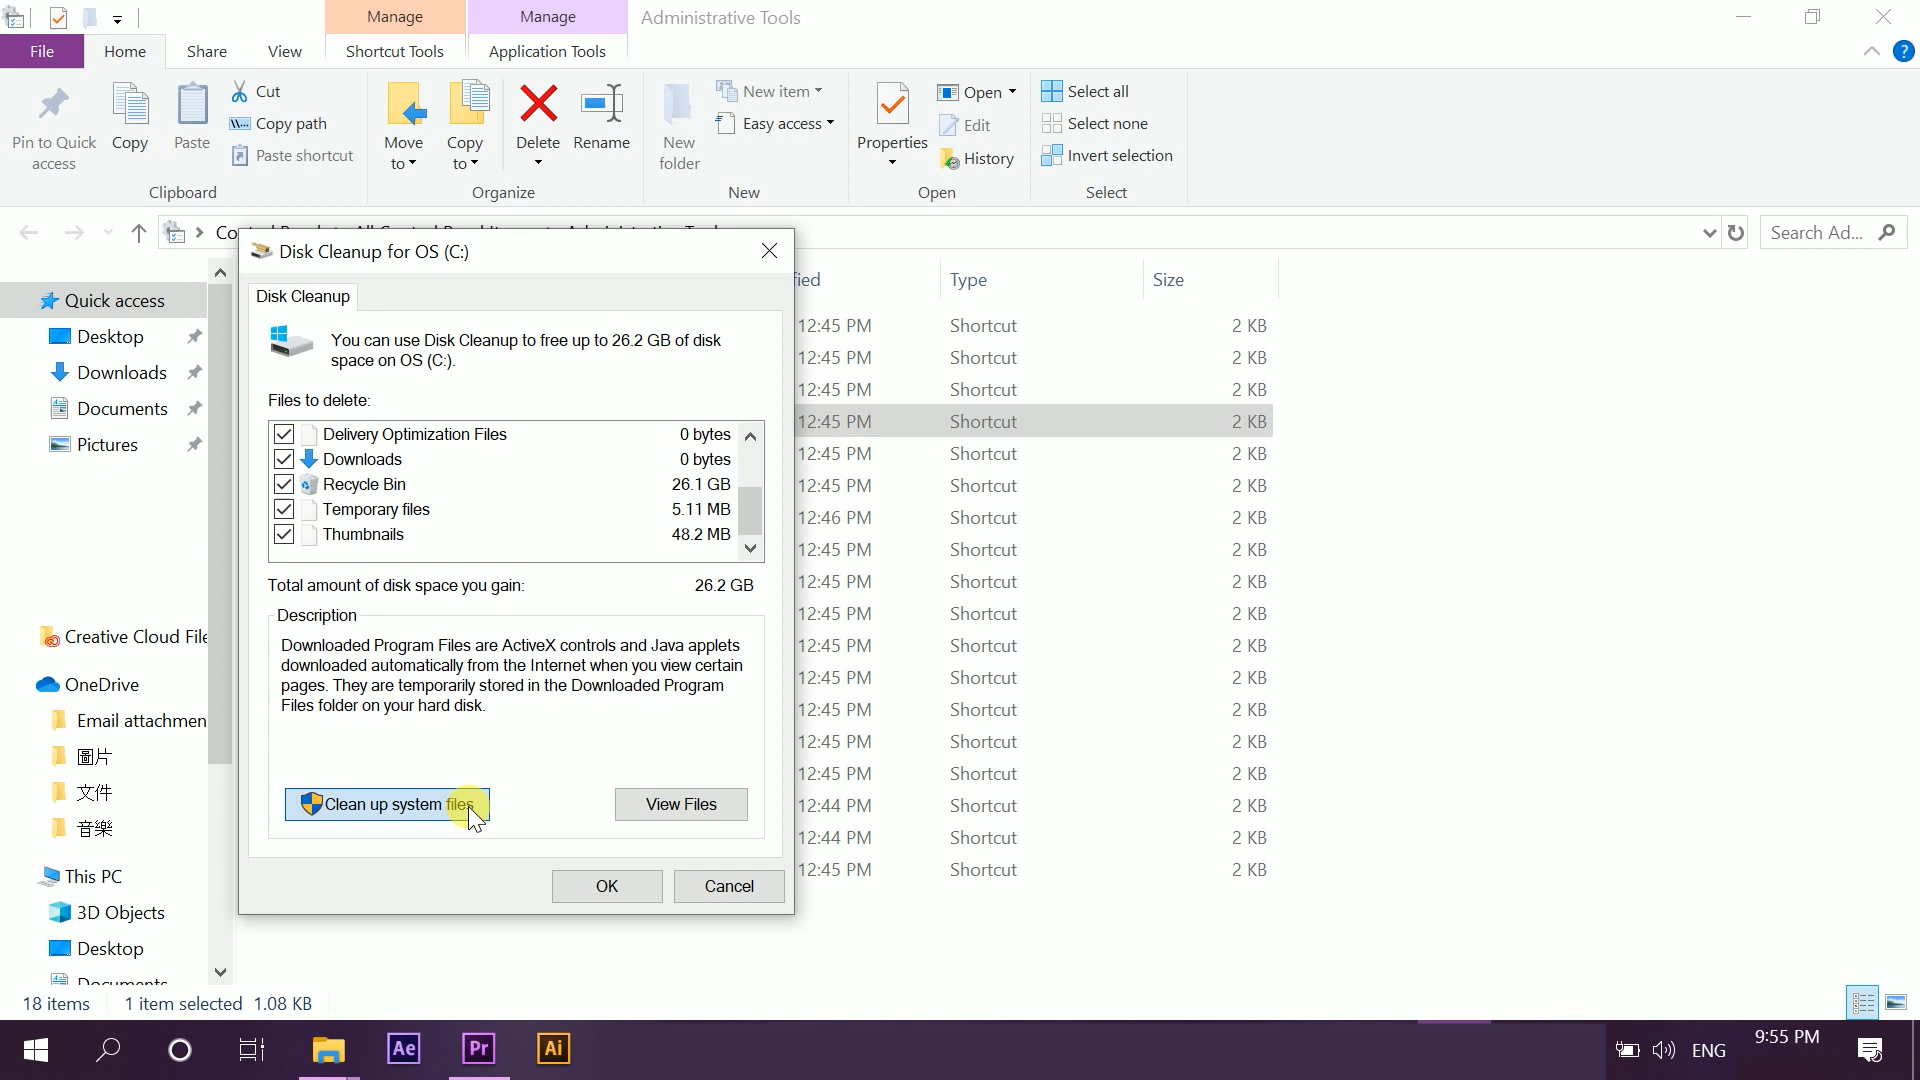 Manage
Manage
Administrative Tools
File
Home
Share
View
Shortcut Tools
Application Tools
Pin to Quick access
Copy
Paste
Cut
Copy path
Paste shortcut
Clipboard
Move to
Copy to
Delete
Rename
Organize
New folder
New item
Easy access
New
Properties
Open
Edit
History
Open
Select all
Select none
Invert selection
Select
Search Ad...
Quick access
Desktop
Downloads
Documents
Pictures
Creative Cloud File
OneDrive
Email attachmen
圖片
文件
音樂
This PC
3D Objects
Desktop
Documents
Disk Cleanup for OS (C:)
Disk Cleanup
You can use Disk Cleanup to free up to 26.2 GB of disk
space on OS (C:).
Files to delete:
Delivery Optimization Files 0 bytes
Downloads 0 bytes
Recycle Bin 26.1 GB
Temporary files 5.11 MB
Thumbnails 48.2 MB
Total amount of disk space you gain: 26.2 GB
Description
Downloaded Program Files are ActiveX controls and Java applets
downloaded automatically from the Internet when you view certain
pages. They are temporarily stored in the Downloaded Program
Files folder on your hard disk.
Clean up system files
View Files
OK
Cancel
Type Size
12:45 PM Shortcut 2 KB
12:45 PM Shortcut 2 KB
12:45 PM Shortcut 2 KB
12:45 PM Shortcut 2 KB
12:45 PM Shortcut 2 KB
12:45 PM Shortcut 2 KB
12:46 PM Shortcut 2 KB
12:45 PM Shortcut 2 KB
12:45 PM Shortcut 2 KB
12:45 PM Shortcut 2 KB
12:45 PM Shortcut 2 KB
12:45 PM Shortcut 2 KB
12:45 PM Shortcut 2 KB
12:45 PM Shortcut 2 KB
12:45 PM Shortcut 2 KB
12:44 PM Shortcut 2 KB
12:44 PM Shortcut 2 KB
12:45 PM Shortcut 2 KB
18 items 1 item selected 1.08 KB
Ae
Pr
Ai
ENG
9:55 PM